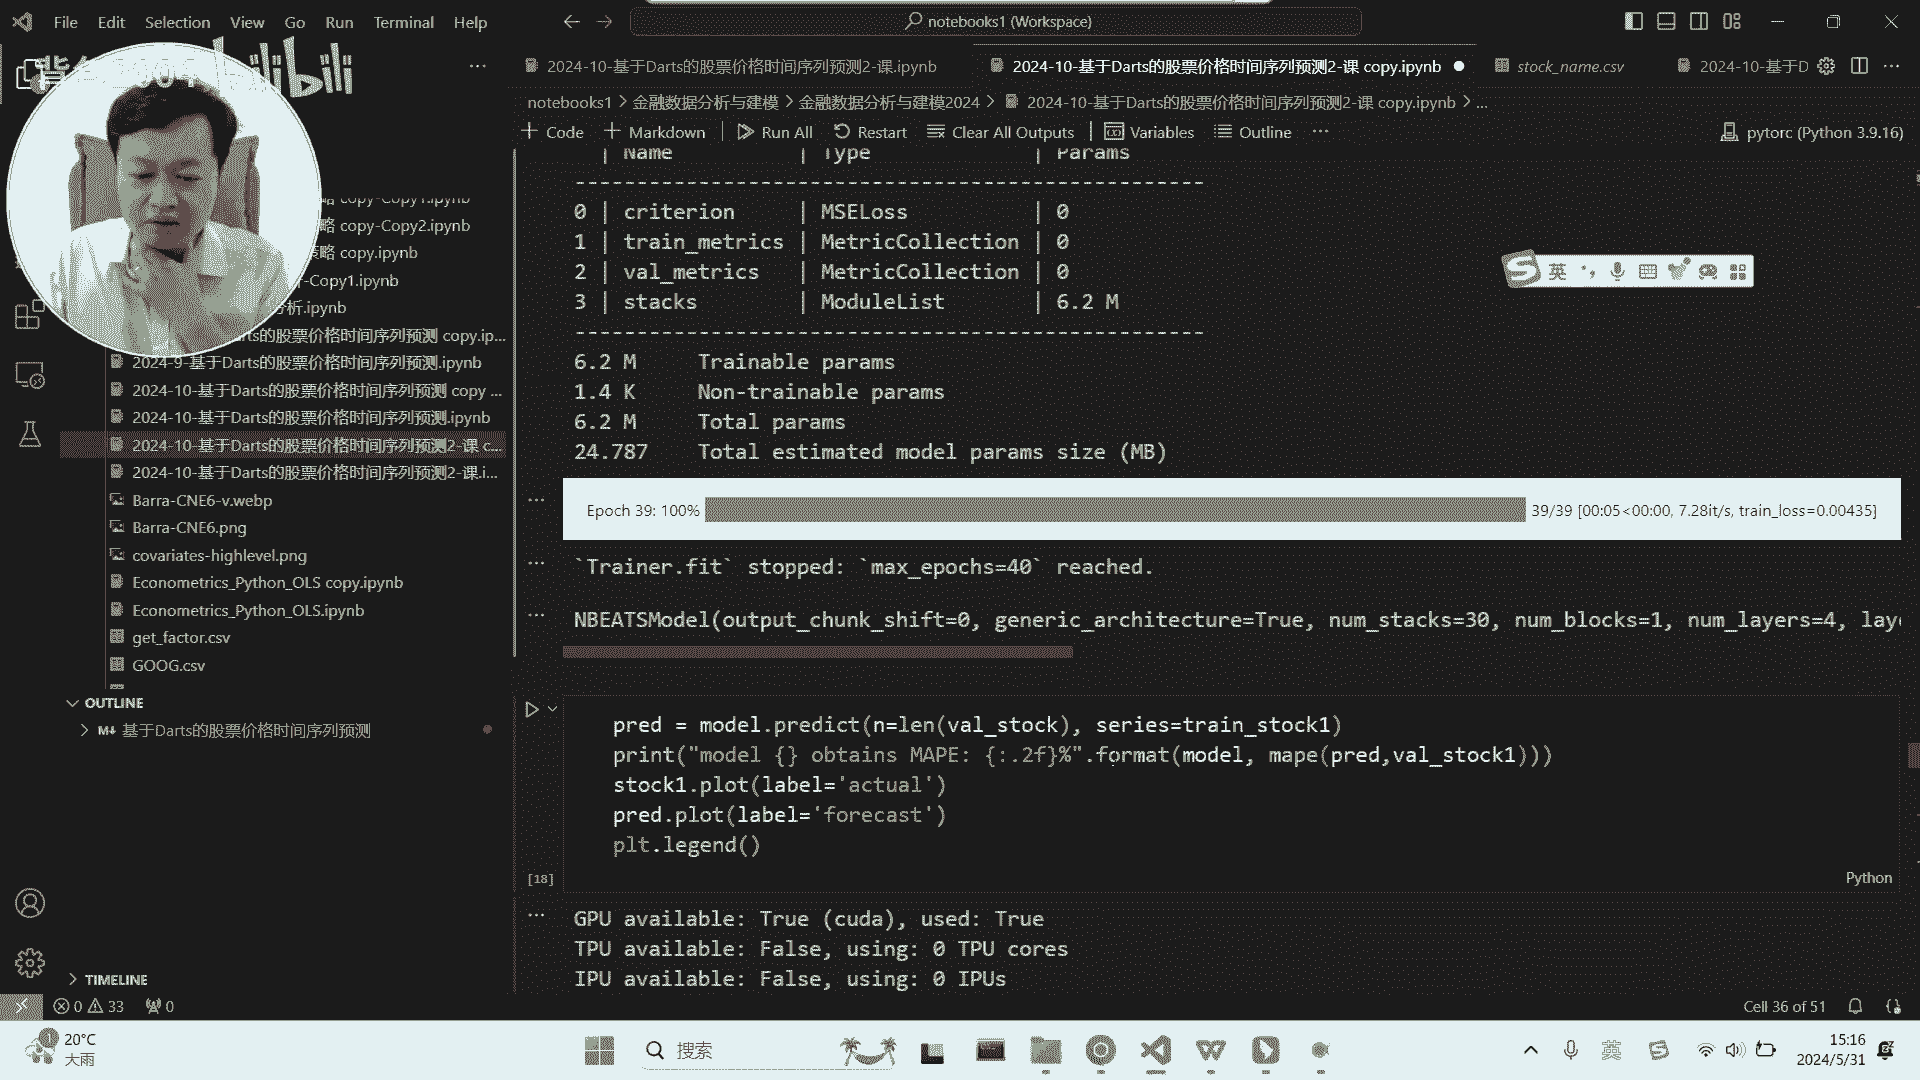 File Edit Selection View Go Run Terminal Help
notebooks1 (Workspace)
bilibili
2024-10-基于Darts的股票价格时间序列预测2-课.ipynb
2024-10-基于Darts的股票价格时间序列预测2-课 copy.ipynb
stock_name.csv
2024-10-基于D
notebooks1 > 金融数据分析与建模 > 金融数据分析与建模2024 > 2024-10-基于Darts的股票价格时间序列预测2-课 copy.ipynb > ...
+ Code + Markdown Run All Restart Clear All Outputs Variables Outline ...
pytorc (Python 3.9.16)
略 copy-Copy1.ipynb
略 copy-Copy2.ipynb
略 copy.ipynb
-Copy1.ipynb
析.ipynb
ts的股票价格时间序列预测 copy.ip...
2024-9-基于Darts的股票价格时间序列预测.ipynb
2024-10-基于Darts的股票价格时间序列预测 copy ...
2024-10-基于Darts的股票价格时间序列预测.ipynb
2024-10-基于Darts的股票价格时间序列预测2-课 c...
2024-10-基于Darts的股票价格时间序列预测2-课.i...
Barra-CNE6-v.webp
Barra-CNE6.png
covariates-highlevel.png
Econometrics_Python_OLS copy.ipynb
Econometrics_Python_OLS.ipynb
get_factor.csv
GOOG.csv
OUTLINE
基于Darts的股票价格时间序列预测
TIMELINE
| Name | Type | Params
------------------------------------------------
0 | criterion | MSELoss | 0
1 | train_metrics | MetricCollection | 0
2 | val_metrics | MetricCollection | 0
3 | stacks | ModuleList | 6.2 M
------------------------------------------------
6.2 M Trainable params
1.4 K Non-trainable params
6.2 M Total params
24.787 Total estimated model params size (MB)
Epoch 39: 100% 39/39 [00:05<00:00, 7.28it/s, train_loss=0.00435]
`Trainer.fit` stopped: `max_epochs=40` reached.
NBEATSModel(output_chunk_shift=0, generic_architecture=True, num_stacks=30, num_blocks=1, num_layers=4, lay
pred = model.predict(n=len(val_stock), series=train_stock1)
print("model {} obtains MAPE: {:.2f}%".format(model, mape(pred,val_stock1)))
stock1.plot(label='actual')
pred.plot(label='forecast')
plt.legend()
[18]
Python
GPU available: True (cuda), used: True
TPU available: False, using: 0 TPU cores
IPU available: False, using: 0 IPUs
英
0 33 0
Cell 36 of 51
20°C
大雨
搜索
英
15:16
2024/5/31